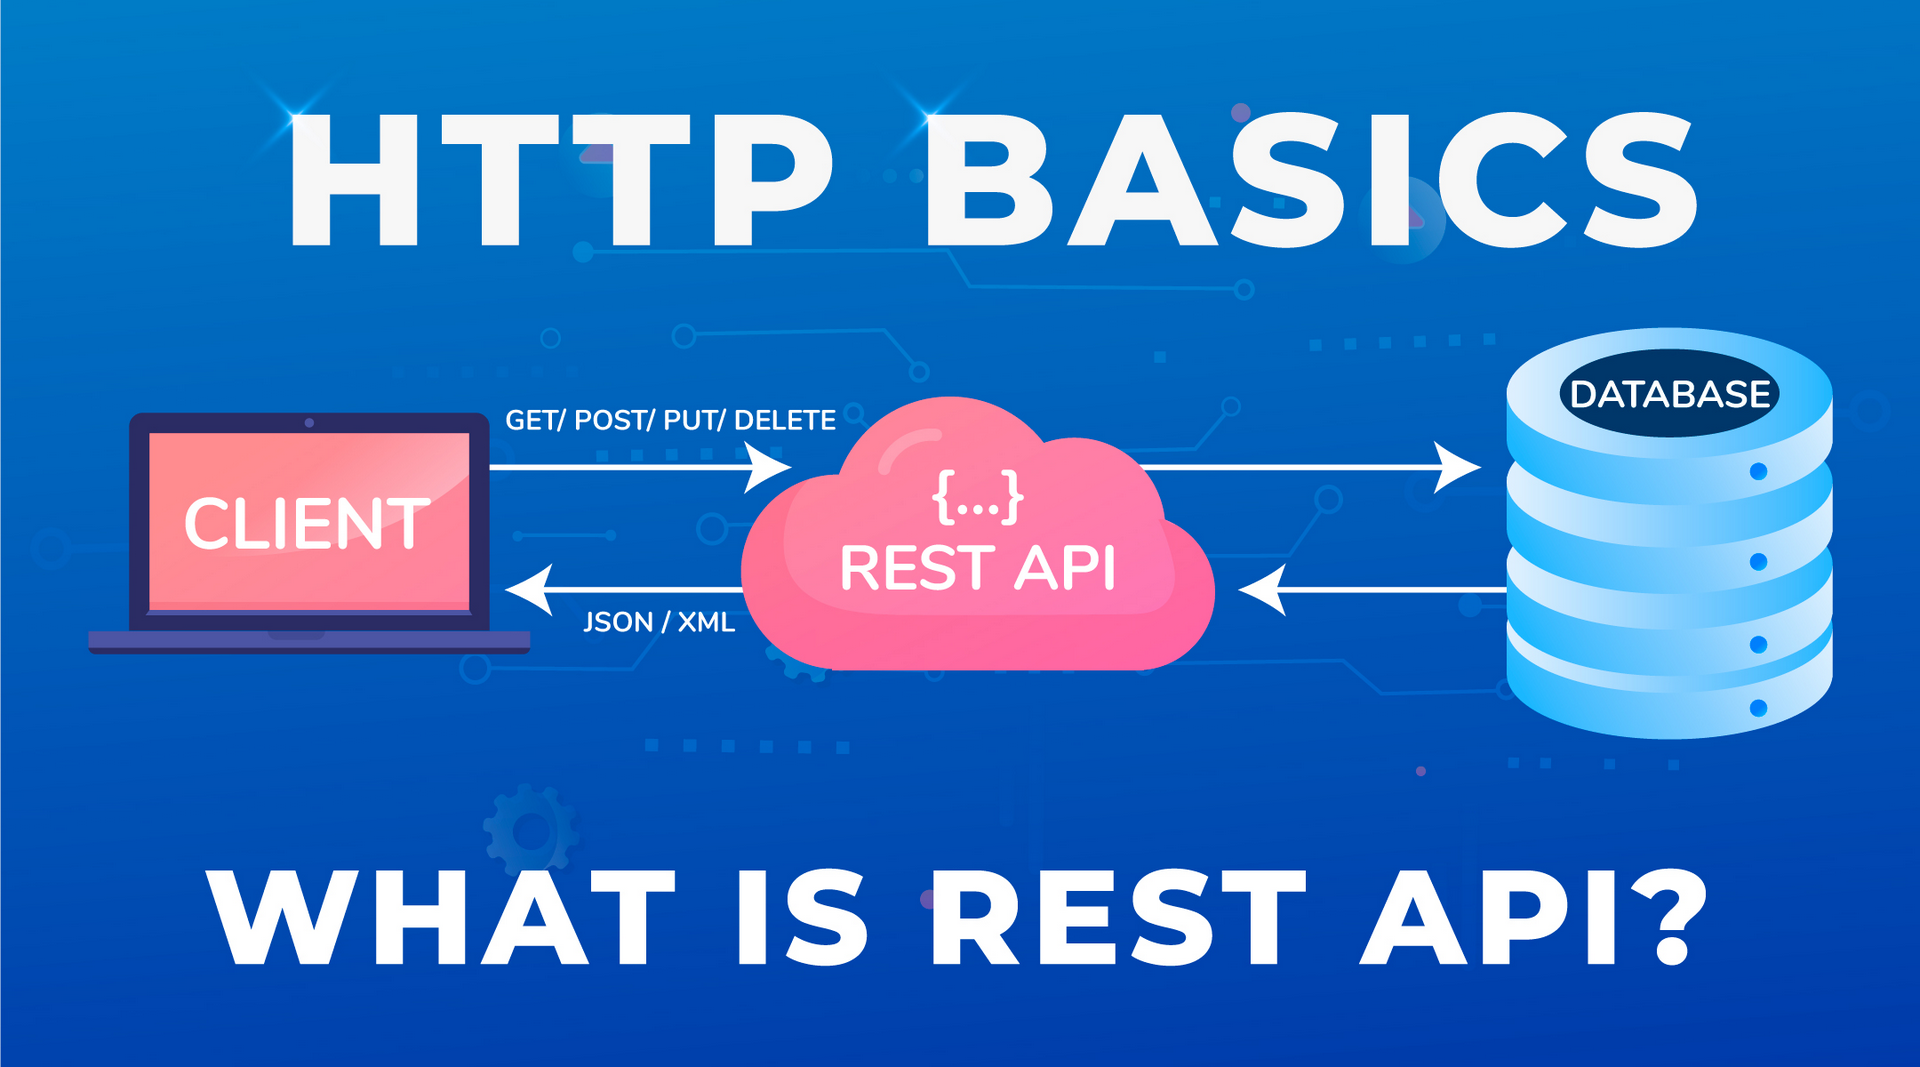 HTTP BASICS
DATABASE
GET/ POST/ PUT/ DELETE
CLIENT
{...}
REST API
JSON / XML
WHAT IS REST API?